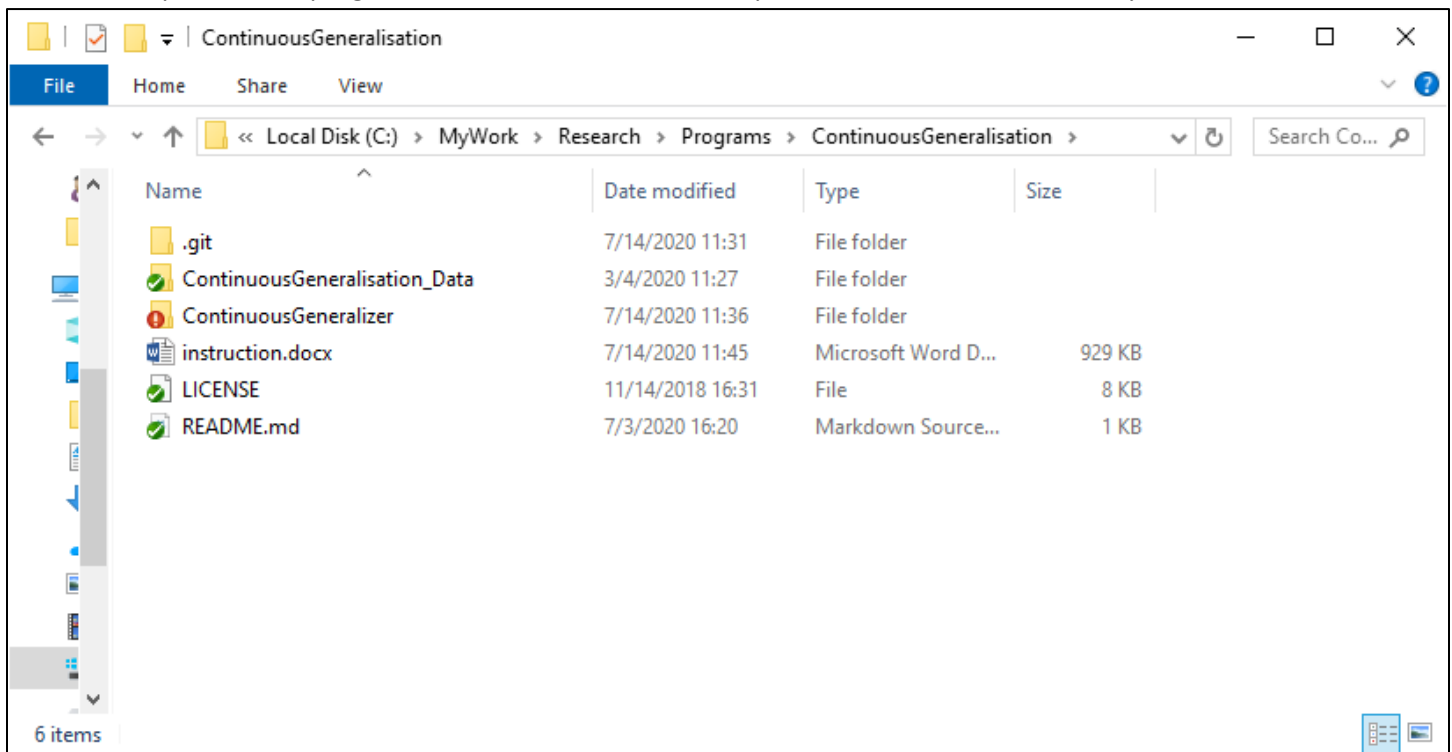 ContinuousGeneralisation
File Home Share View
« Local Disk (C:) > MyWork > Research > Programs > ContinuousGeneralisation > Search Co...
Name Date modified Type Size
.git 7/14/2020 11:31 File folder
ContinuousGeneralisation_Data 3/4/2020 11:27 File folder
ContinuousGeneralizer 7/14/2020 11:36 File folder
instruction.docx 7/14/2020 11:45 Microsoft Word D... 929 KB
LICENSE 11/14/2018 16:31 File 8 KB
README.md 7/3/2020 16:20 Markdown Source... 1 KB
6 items